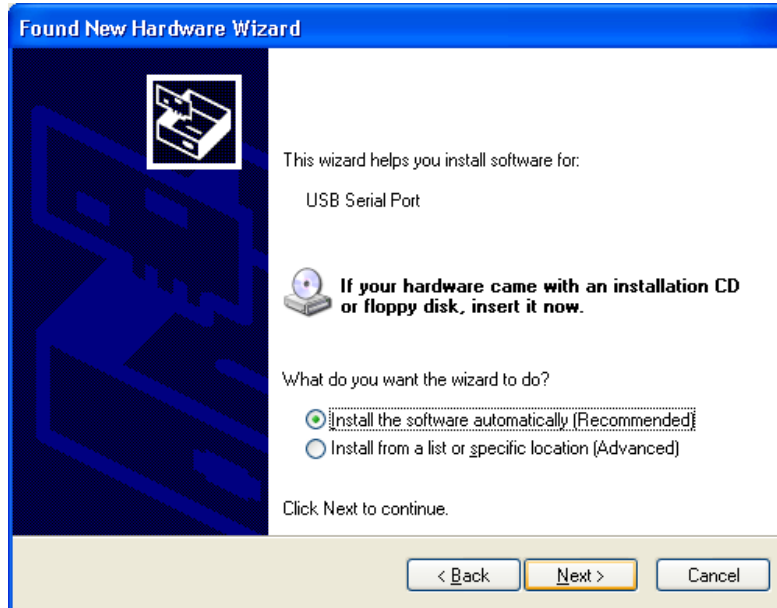 Found New Hardware Wizard
This wizard helps you install software for:
USB Serial Port
If your hardware came with an installation CD
or floppy disk, insert it now.
What do you want the wizard to do?
Install the software automatically (Recommended)
Install from a list or specific location (Advanced)
Click Next to continue.
< Back Next > Cancel